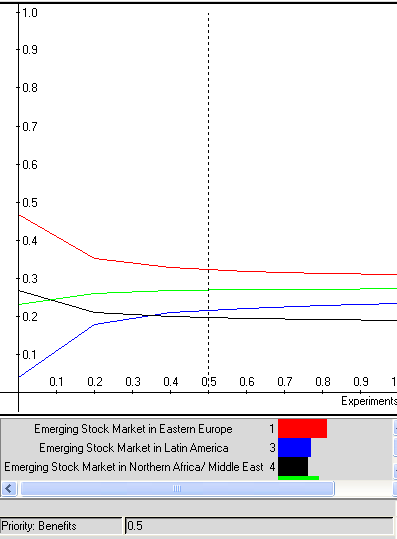 1.0
0.9
0.8
0.7
0.6
0.5
0.4
0.3
0.2
0.1
0.1 0.2 0.3 0.4 0.5 0.6 0.7 0.8 0.9 1
Experiments
Emerging Stock Market in Eastern Europe 1
Emerging Stock Market in Latin America 3
Emerging Stock Market in Northern Africa/ Middle East 4
Priority: Benefits 0.5